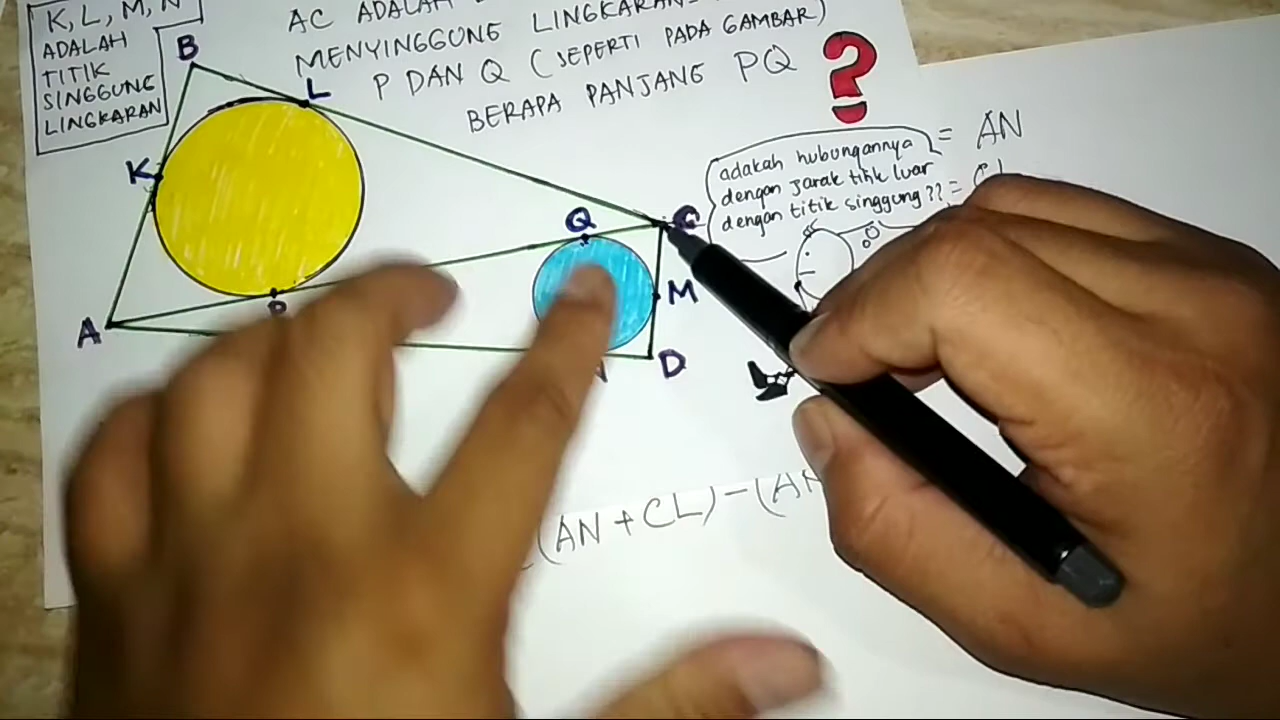 K, L, M, N
ADALAH
TITIK
SINGGUNG
LINGKARAN
AC ADALAH
MENYINGGUNG LINGKARAN
P DAN Q (SEPERTI PADA GAMBAR)
BERAPA PANJANG PQ ?
B
L
K
A
P
Q
C
M
D
N
adakah hubungannya
dengan jarak titik luar
dengan titik singgung ??
= AN
=
(AN + CL) - (AN